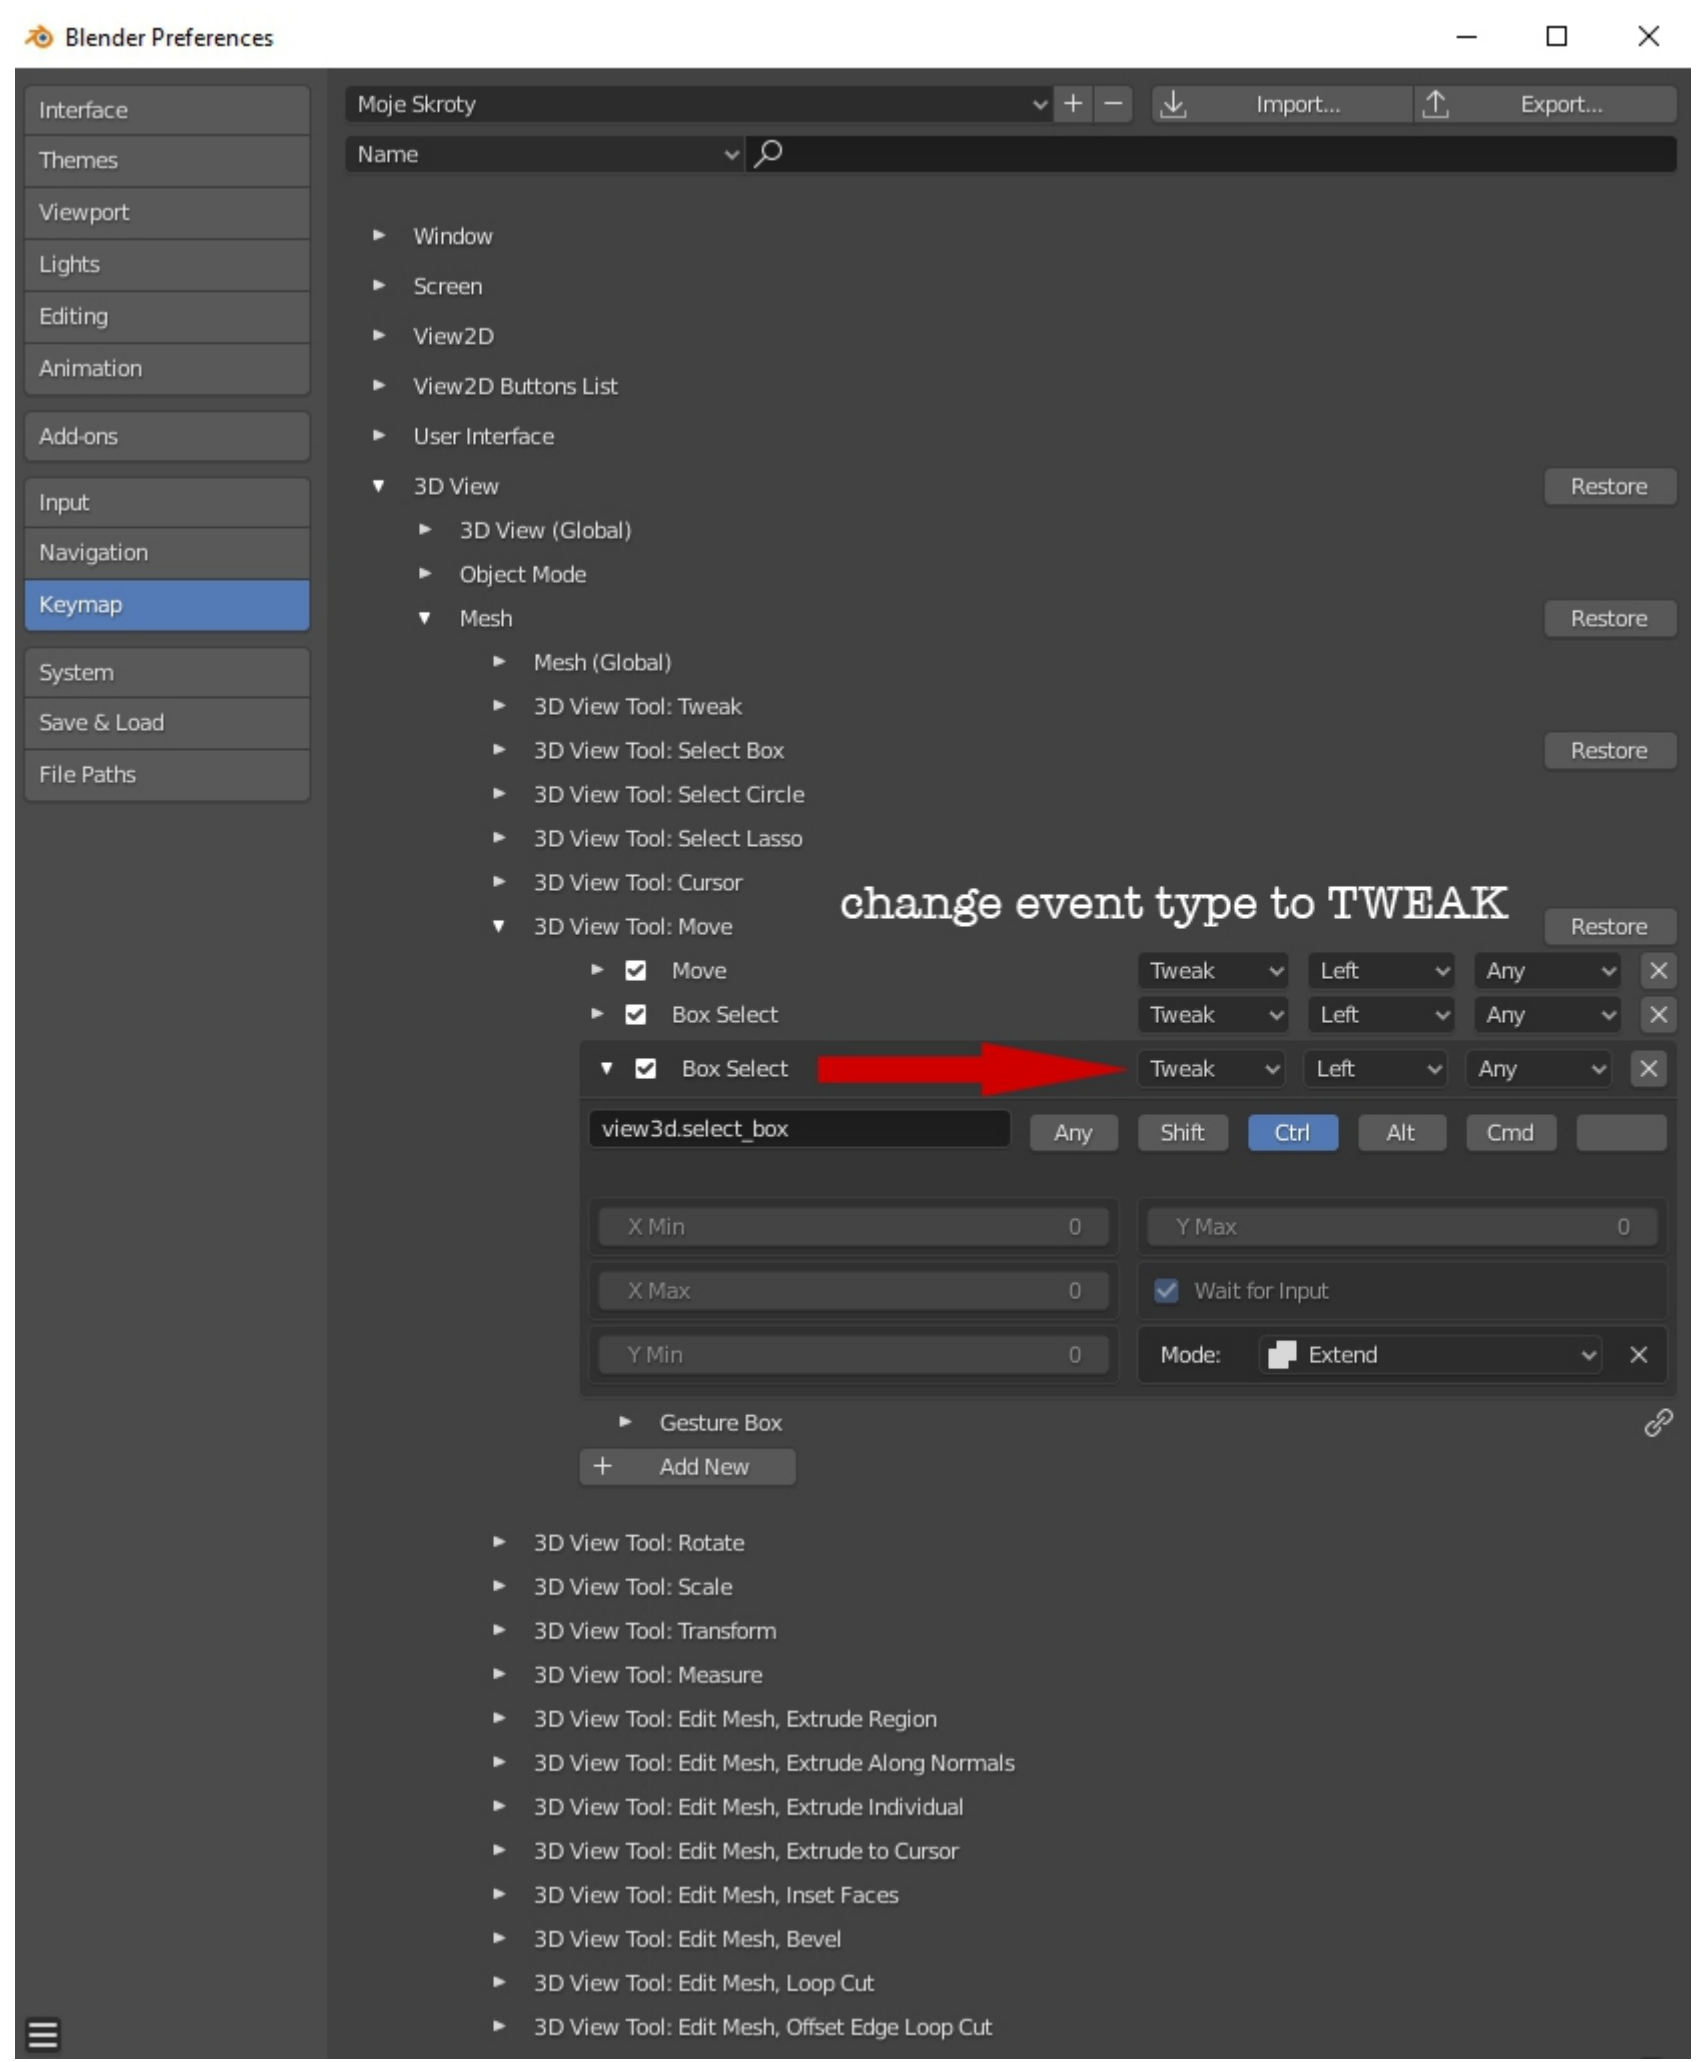 Blender Preferences
Interface
Themes
Viewport
Lights
Editing
Animation
Add-ons
Input
Navigation
Keymap
System
Save & Load
File Paths
Moje Skroty
Import...
Export...
Name
Window
Screen
View2D
View2D Buttons List
User Interface
3D View Restore
3D View (Global)
Object Mode
Mesh Restore
Mesh (Global)
3D View Tool: Tweak
3D View Tool: Select Box Restore
3D View Tool: Select Circle
3D View Tool: Select Lasso
3D View Tool: Cursor
change event type to TWEAK
3D View Tool: Move Restore
Move Tweak Left Any
Box Select Tweak Left Any
Box Select Tweak Left Any
view3d.select_box Any Shift Ctrl Alt Cmd
X Min 0 Y Max 0
X Max 0 Wait for Input
Y Min 0 Mode: Extend
Gesture Box
+ Add New
3D View Tool: Rotate
3D View Tool: Scale
3D View Tool: Transform
3D View Tool: Measure
3D View Tool: Edit Mesh, Extrude Region
3D View Tool: Edit Mesh, Extrude Along Normals
3D View Tool: Edit Mesh, Extrude Individual
3D View Tool: Edit Mesh, Extrude to Cursor
3D View Tool: Edit Mesh, Inset Faces
3D View Tool: Edit Mesh, Bevel
3D View Tool: Edit Mesh, Loop Cut
3D View Tool: Edit Mesh, Offset Edge Loop Cut